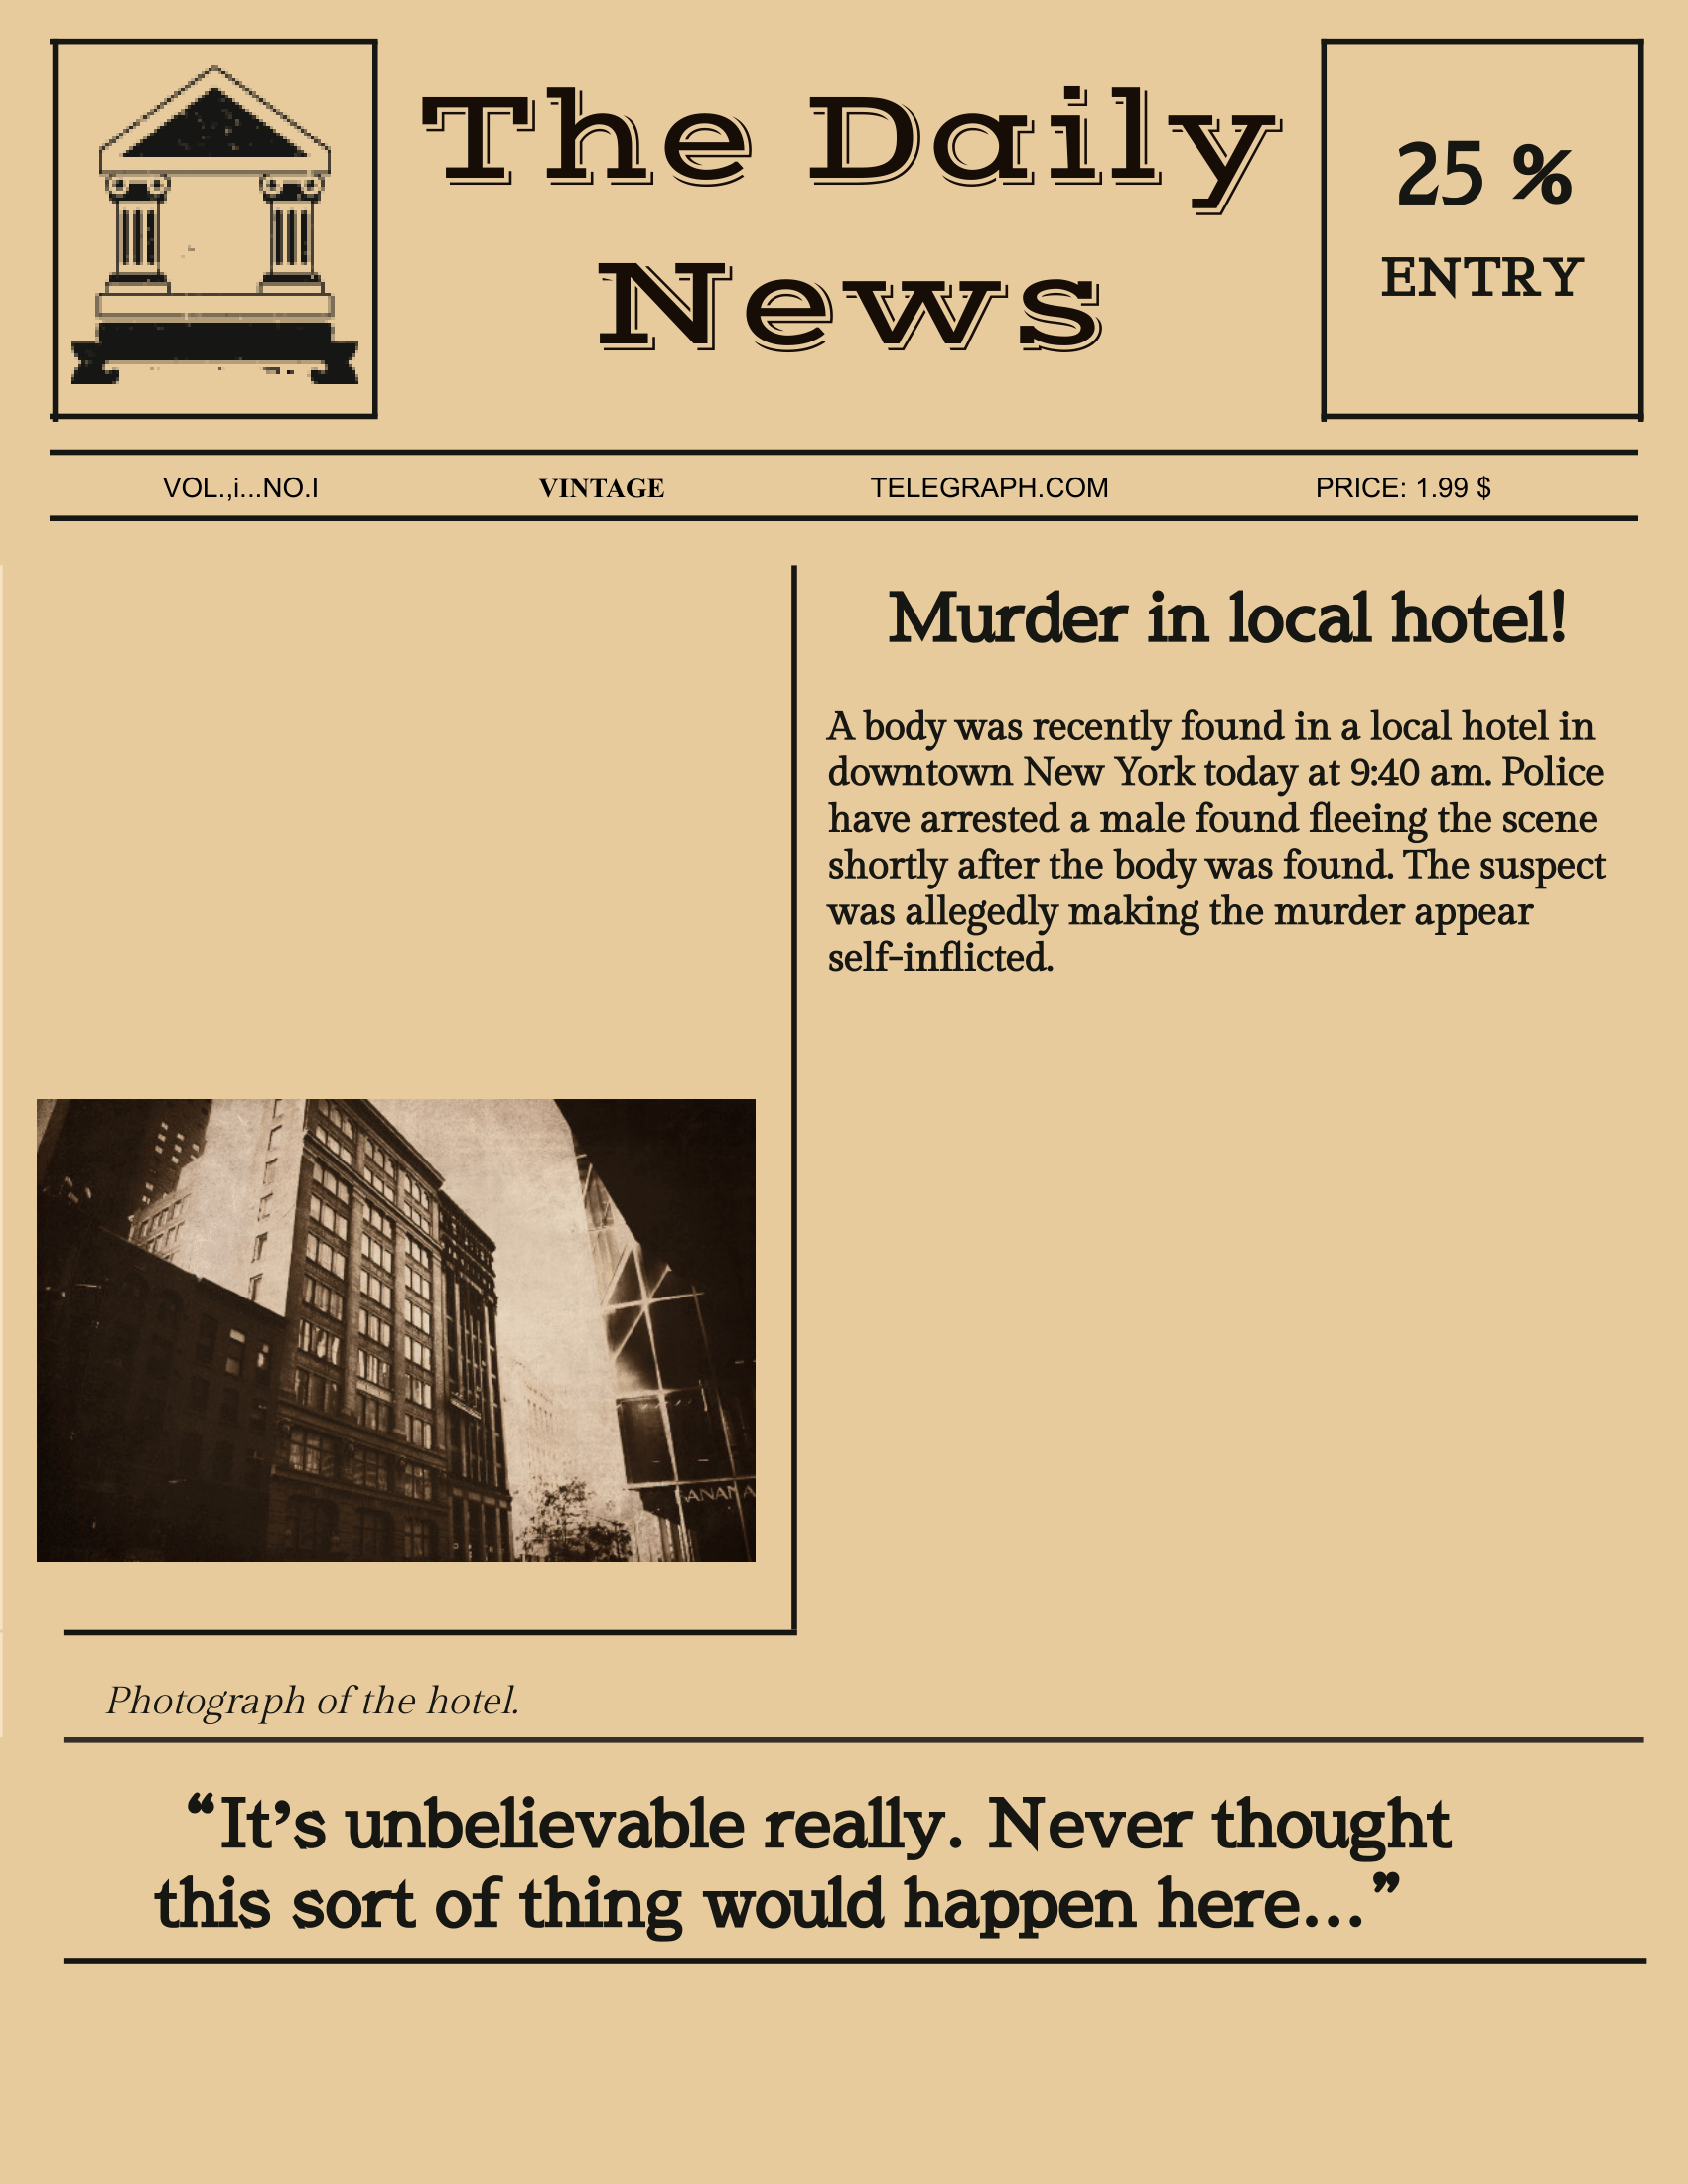 The Daily
News
25 %
ENTRY
VOL.,i...NO.I
VINTAGE
TELEGRAPH.COM
PRICE: 1.99 $
Murder in local hotel!
A body was recently found in a local hotel in
downtown New York today at 9:40 am. Police
have arrested a male found fleeing the scene
shortly after the body was found. The suspect
was allegedly making the murder appear
self-inflicted.
Photograph of the hotel.
“It’s unbelievable really. Never thought
this sort of thing would happen here...”